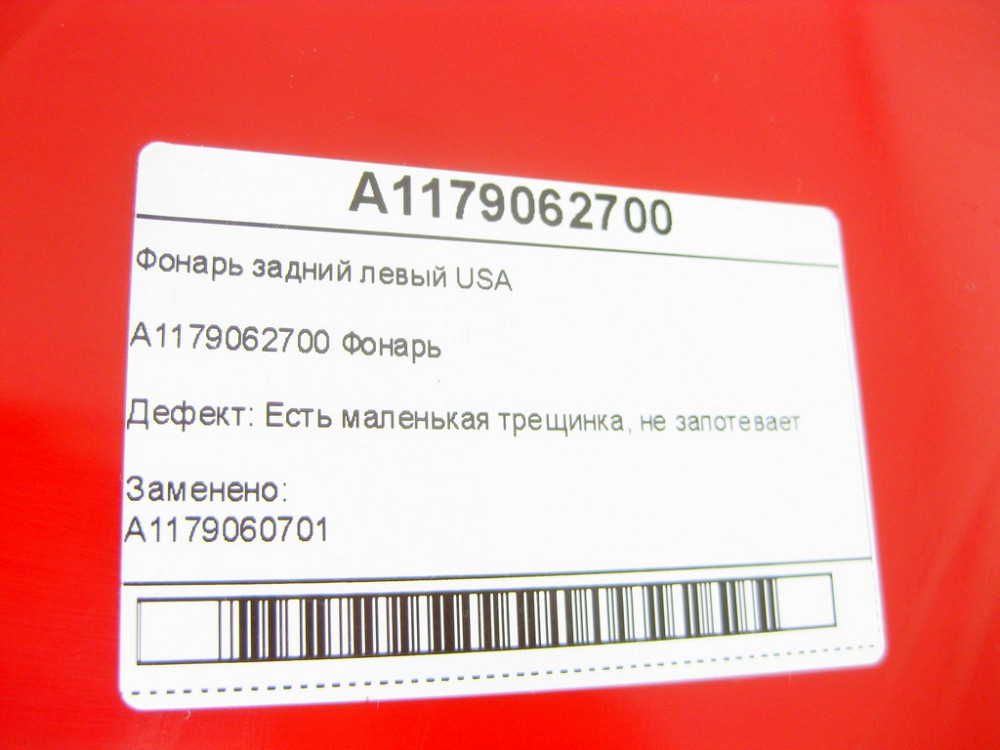 A1179062700
Фонарь задний левый USA
A1179062700 Фонарь
Дефект: Есть маленькая трещинка, не запотевает
Заменено:
A1179060701